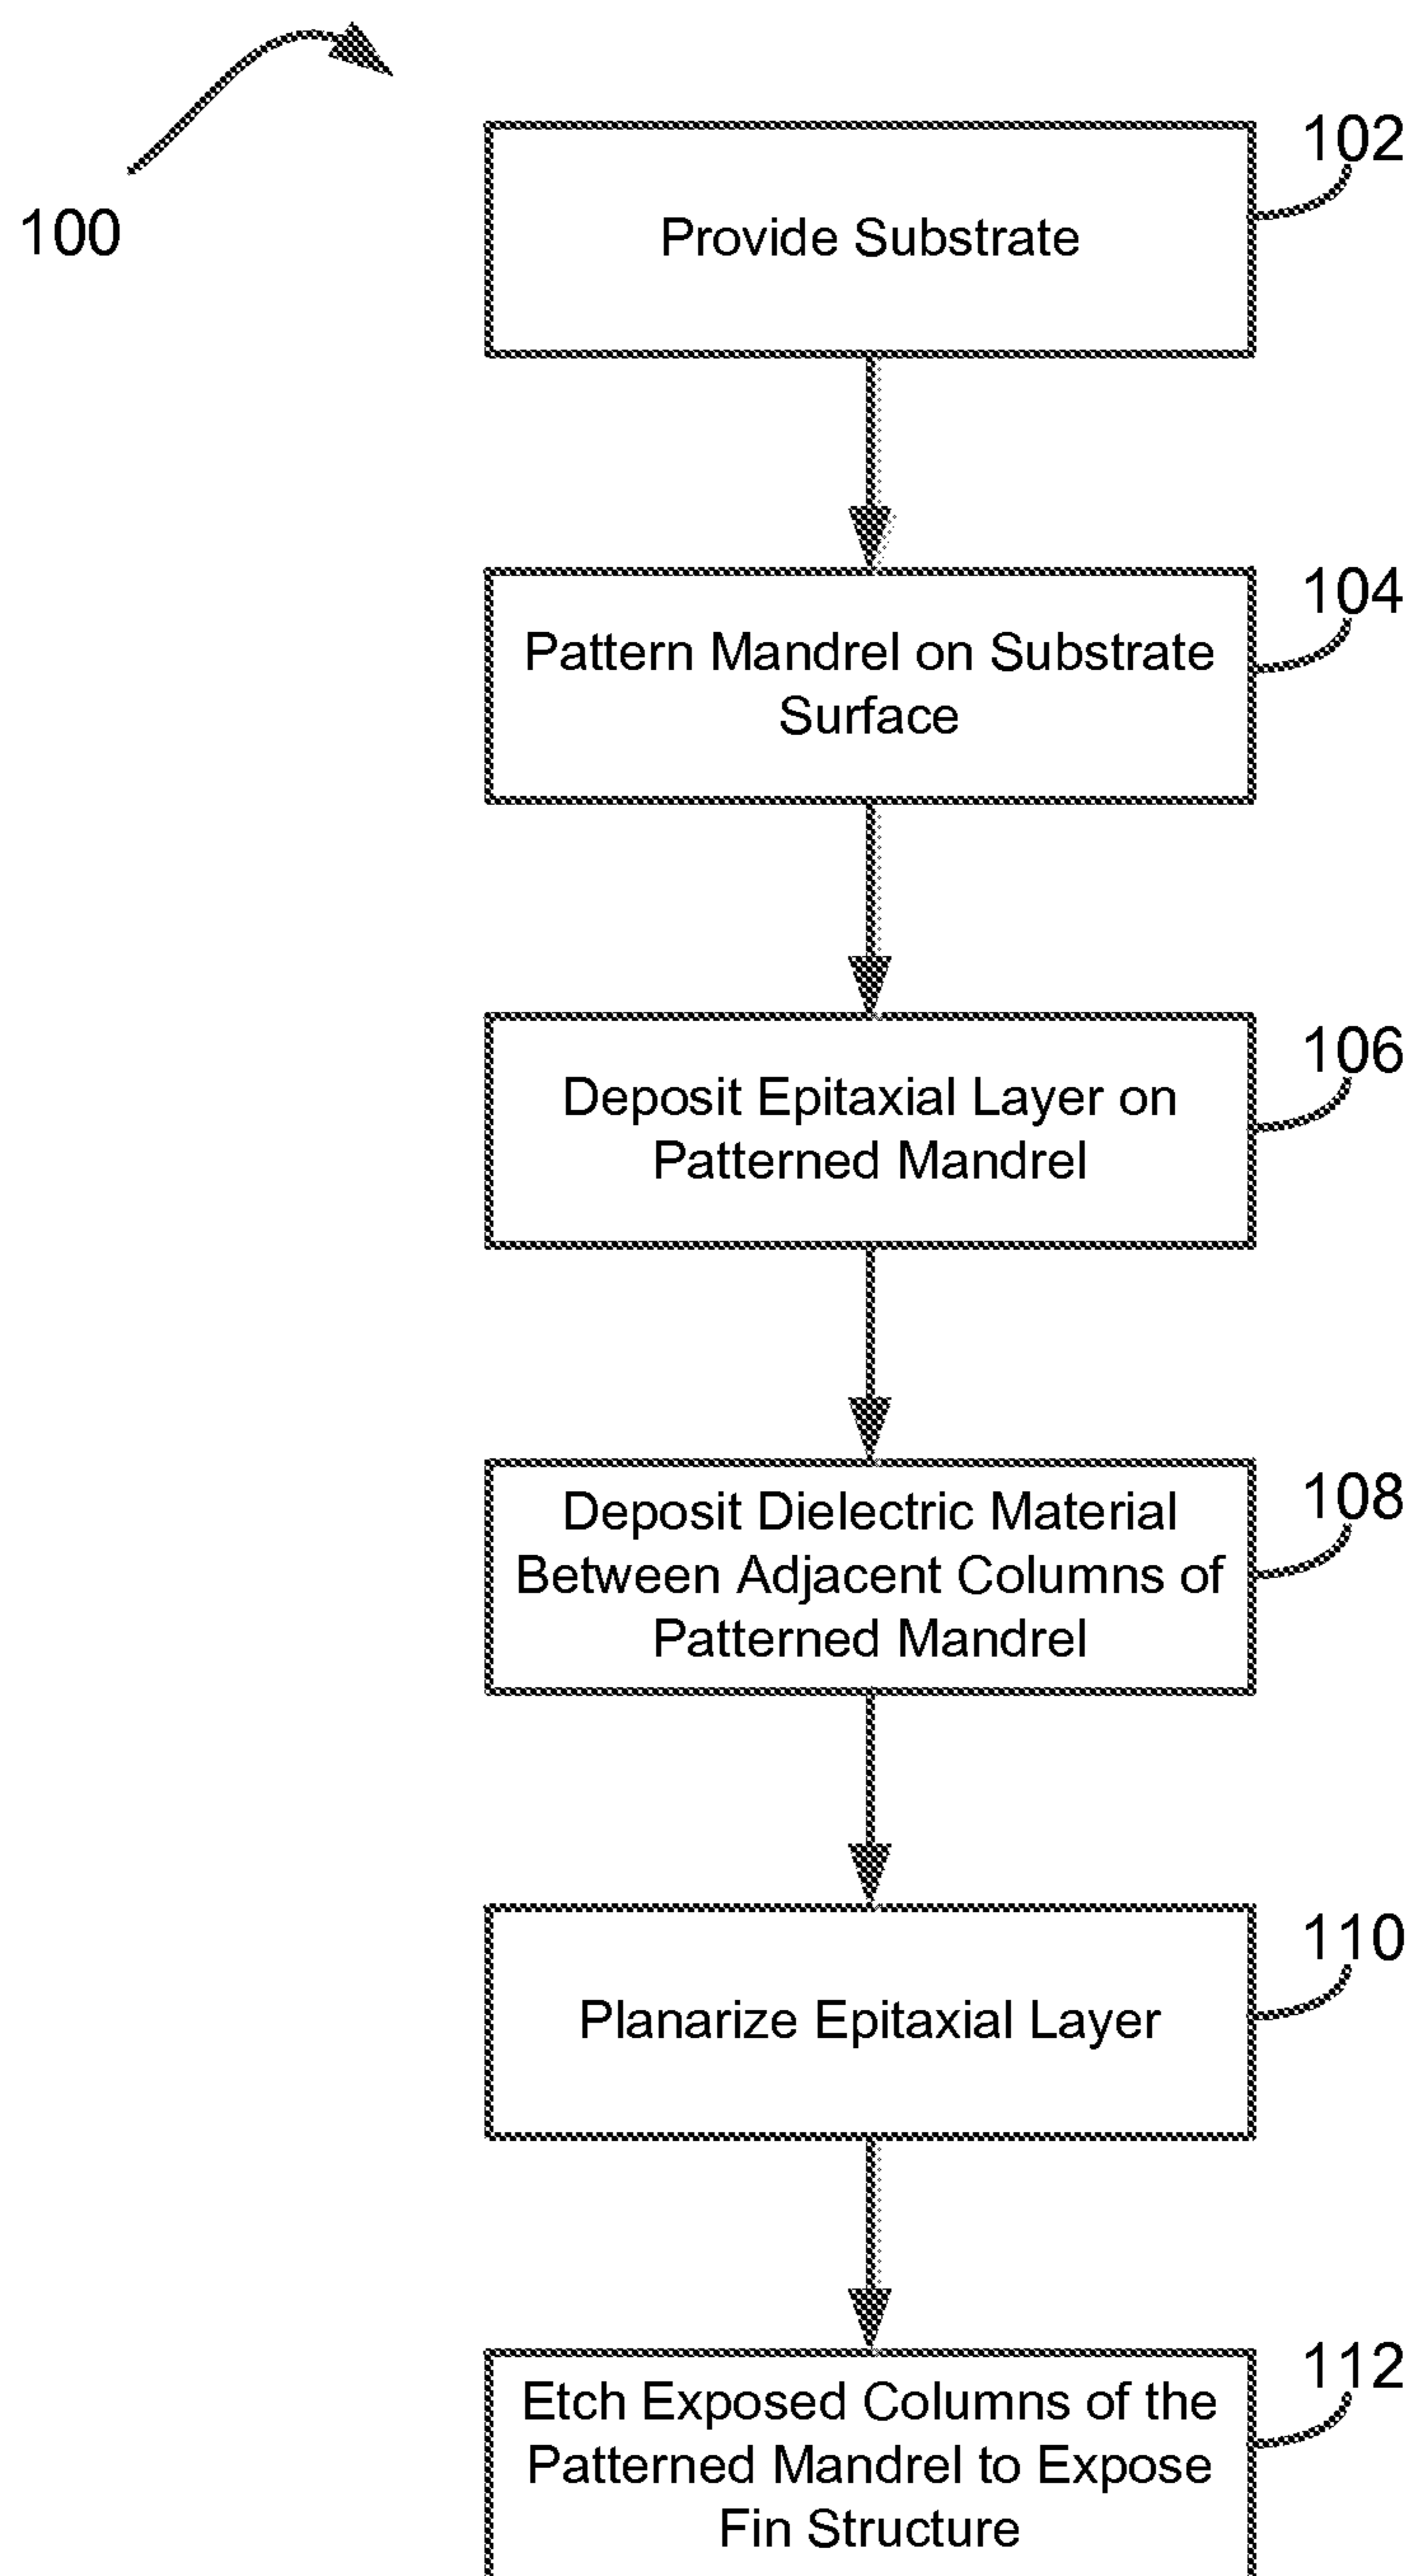 100
102
Provide Substrate
104
Pattern Mandrel on Substrate
Surface
106
Deposit Epitaxial Layer on
Patterned Mandrel
108
Deposit Dielectric Material
Between Adjacent Columns of
Patterned Mandrel
110
Planarize Epitaxial Layer
112
Etch Exposed Columns of the
Patterned Mandrel to Expose
Fin Structure